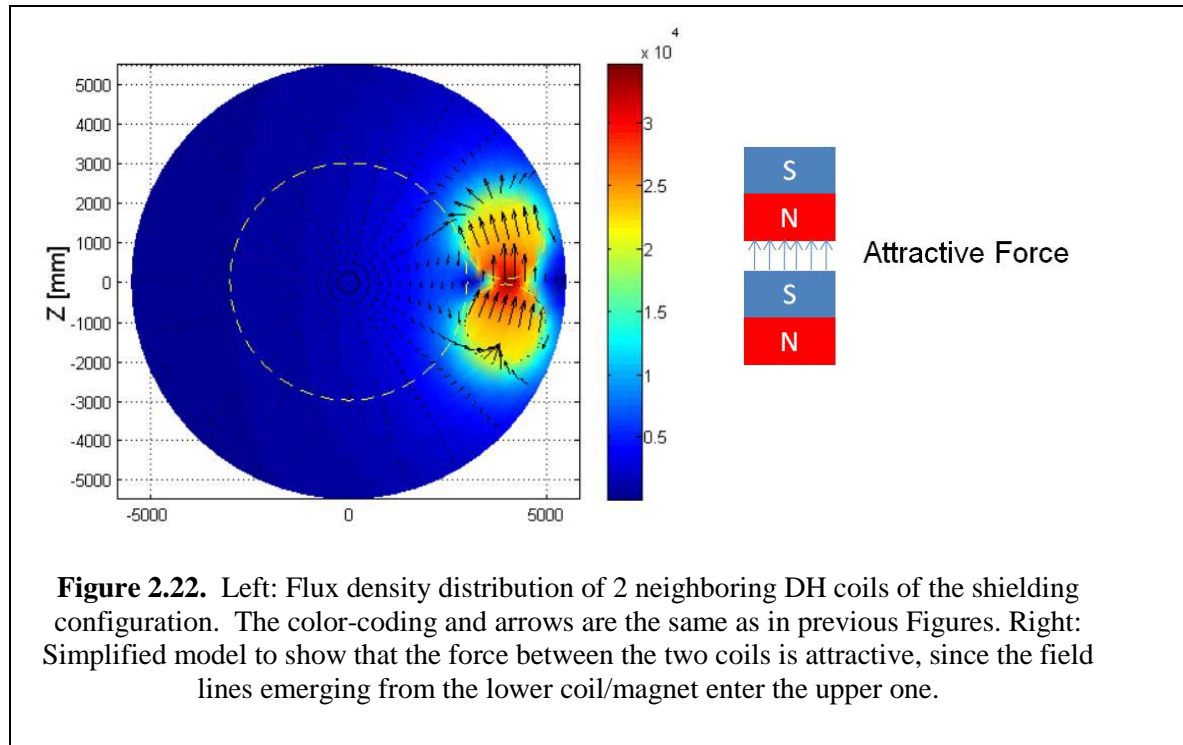 4
x 10
5000
4000
3000
2000
1000
0
-1000
-2000
-3000
-4000
-5000
Z [mm]
-5000
0
5000
3
2.5
2
1.5
1
0.5
S
N
Attractive Force
S
N
Figure 2.22. Left: Flux density distribution of 2 neighboring DH coils of the shielding
configuration. The color-coding and arrows are the same as in previous Figures. Right:
Simplified model to show that the force between the two coils is attractive, since the field
lines emerging from the lower coil/magnet enter the upper one.